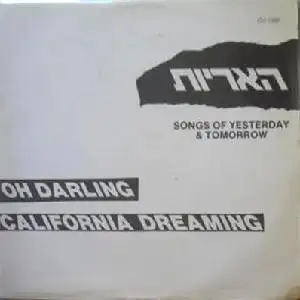 האריות
SONGS OF YESTERDAY
& TOMORROW
OH DARLING
CALIFORNIA DREAMING